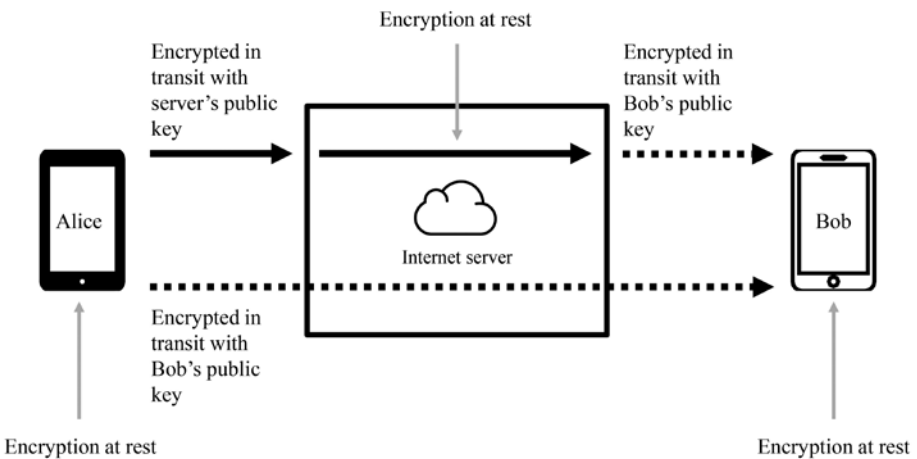 Encryption at rest
Encrypted in
transit with
server's public
key
Encrypted in
transit with
Bob's public
key
Alice
Bob
Internet server
Encrypted in
transit with
Bob's public
key
Encryption at rest
Encryption at rest